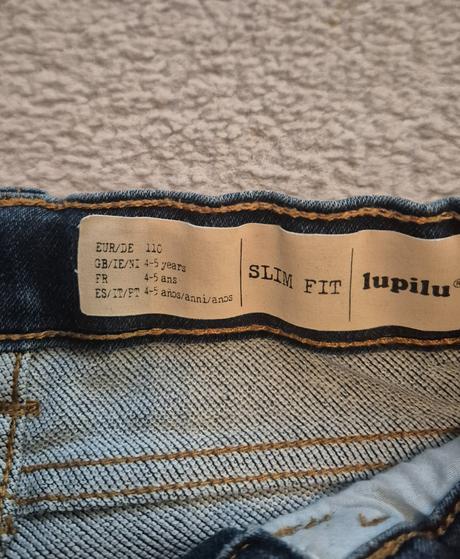 EUR/DE 110
GB/IE/NI 4-5 years
FR 4-5 ans
ES/IT/PT 4-5 años/anni/anos
SLIM FIT
lupilu®